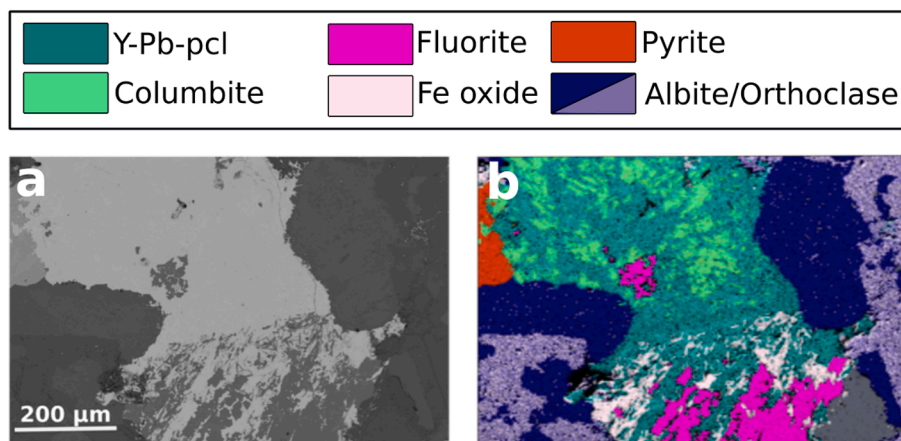 Y-Pb-pcl Fluorite Pyrite
Columbite Fe oxide Albite/Orthoclase
a b
200 µm